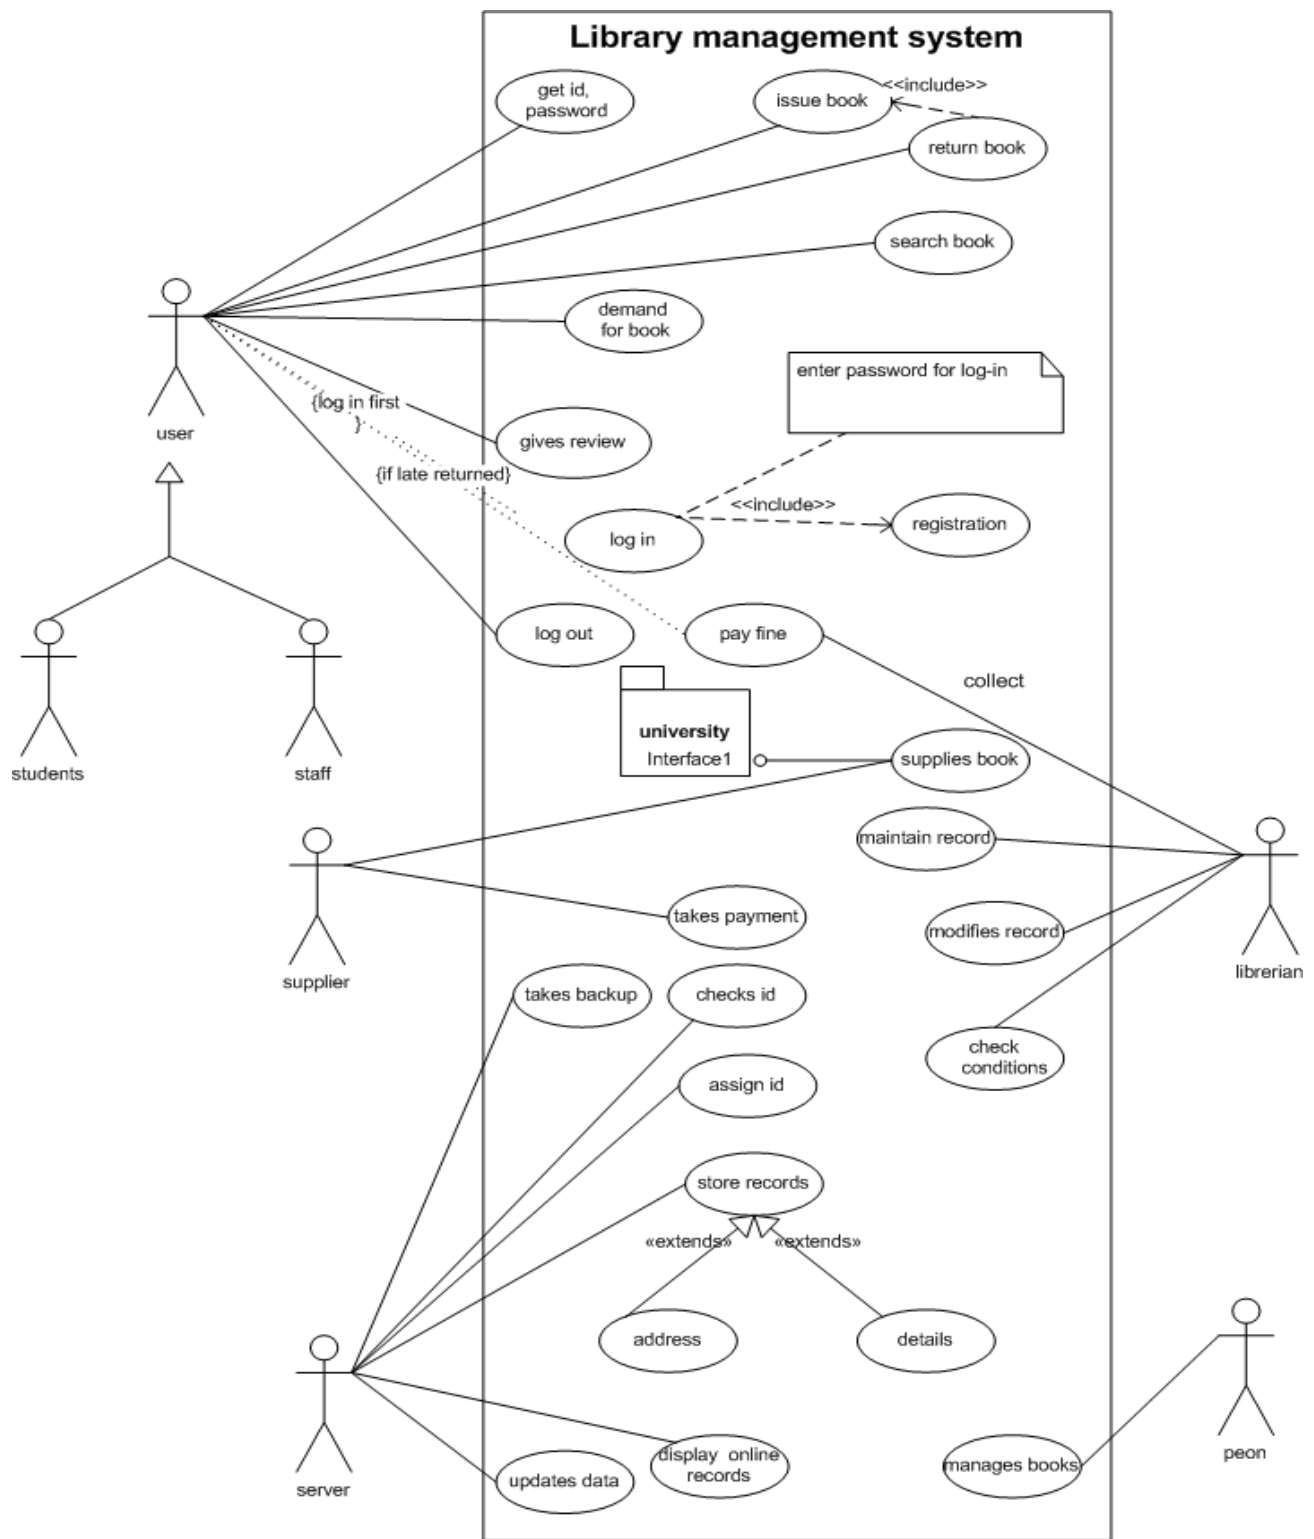 Library management system
get id,
password
issue book
<<include>>
return book
search book
demand
for book
enter password for log-in
user
{log in first
}
gives review
{if late returned}
<<include>>
log in
registration
log out
pay fine
collect
university
Interface1
supplies book
students
staff
maintain record
takes payment
modifies record
supplier
librerian
takes backup
checks id
check
conditions
assign id
store records
«extends»
«extends»
address
details
display online
records
updates data
manages books
server
peon